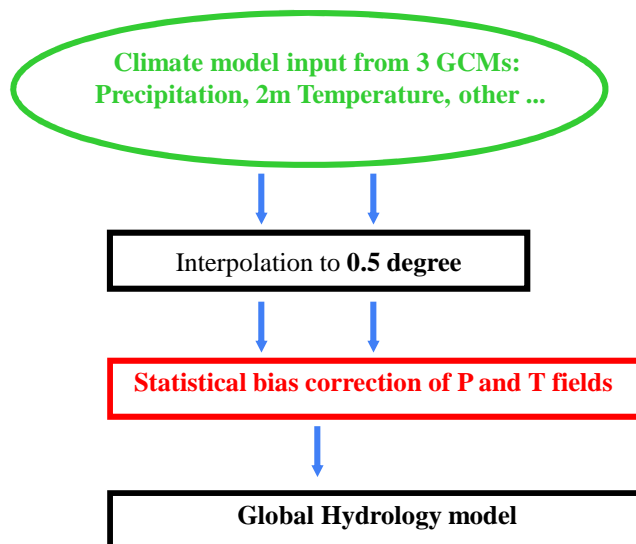 Climate model input from 3 GCMs:
Precipitation, 2m Temperature, other ...
Interpolation to 0.5 degree
Statistical bias correction of P and T fields
Global Hydrology model